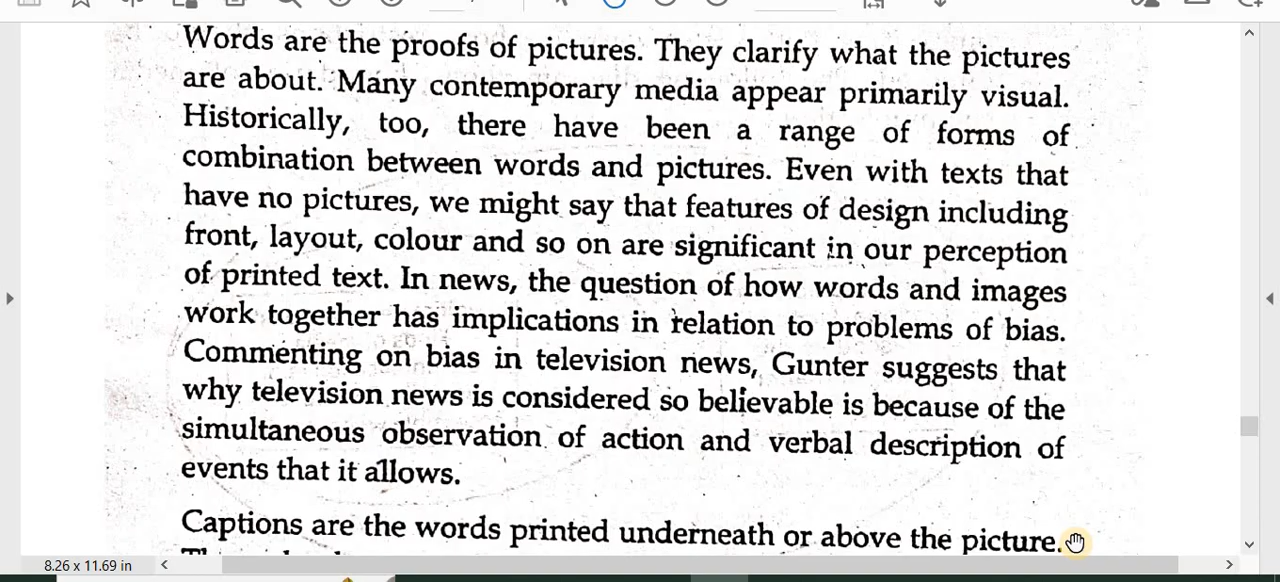 Words are the proofs of pictures. They clarify what the pictures
are about. Many contemporary media appear primarily visual.
Historically, too, there have been a range of forms of
combination between words and pictures. Even with texts that
have no pictures, we might say that features of design including
front, layout, colour and so on are significant in our perception
of printed text. In news, the question of how words and images
work together has implications in relation to problems of bias.
Commenting on bias in television news, Gunter suggests that
why television news is considered so believable is because of the
simultaneous observation of action and verbal description of
events that it allows.
Captions are the words printed underneath or above the picture.
8.26 x 11.69 in